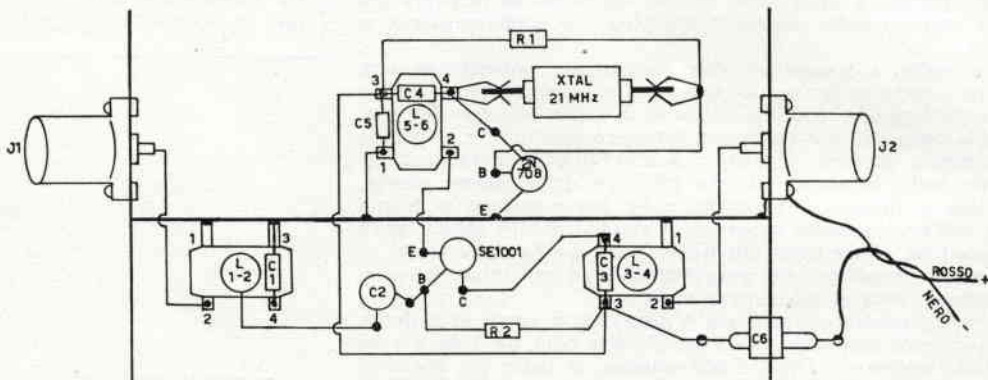 R1
XTAL
21 MHz
3
C4
4
C5
L
5-6
1
2
C
B
2N
708
E
J1
J2
1
3
L
1-2
C
1
2
4
E
SE1001
B
C
C2
R2
4
1
C
3
L
3-4
3
2
C6
ROSSO +
NERO -